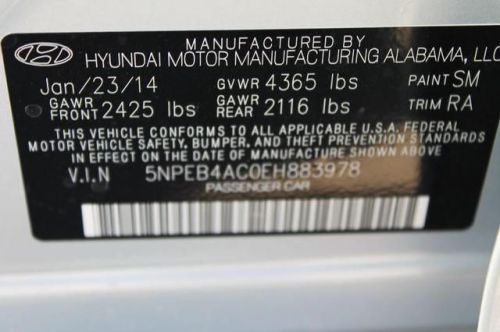 MANUFACTURED BY
HYUNDAI MOTOR MANUFACTURING ALABAMA, LLC
Jan/23/14 GVWR 4365 lbs PAINT SM
GAWR FRONT 2425 lbs GAWR REAR 2116 lbs TRIM RA
THIS VEHICLE CONFORMS TO ALL APPLICABLE U.S.A. FEDERAL
MOTOR VEHICLE SAFETY, BUMPER, AND THEFT PREVENTION STANDARDS
IN EFFECT ON THE DATE OF MANUFACTURE SHOWN ABOVE.
V.I.N 5NPEB4AC0EH883978
PASSENGER CAR